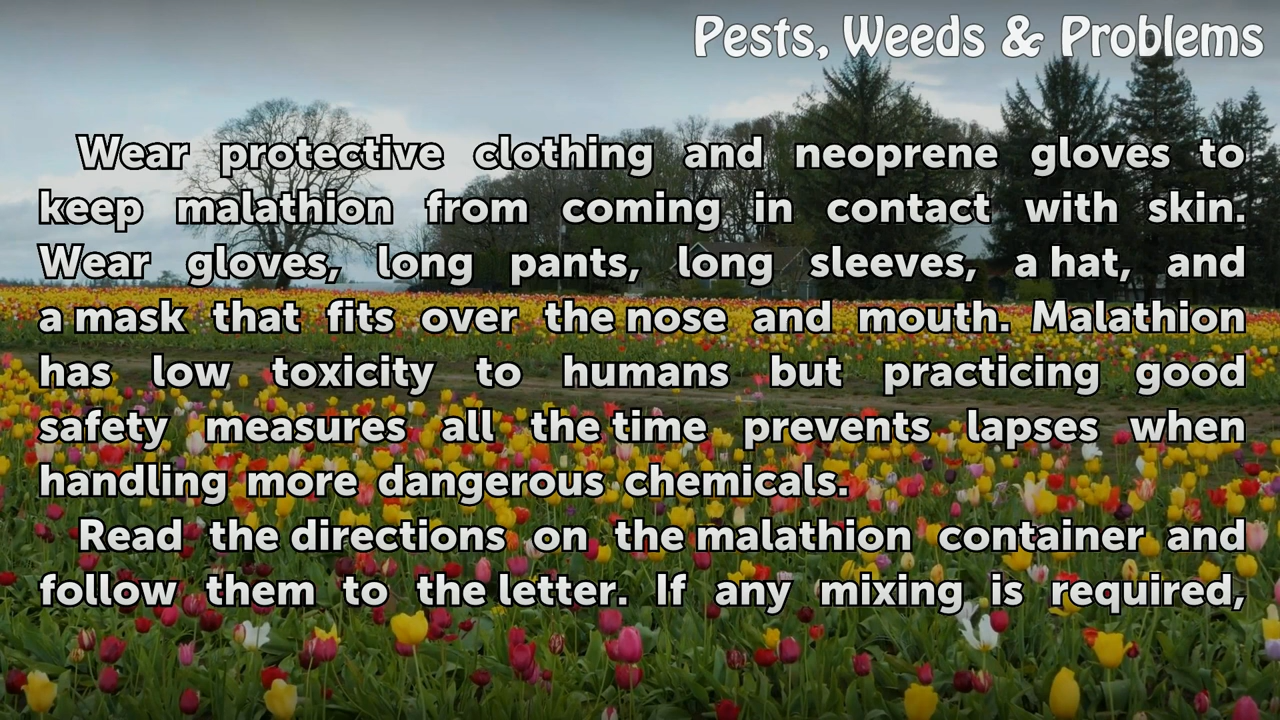 Pests, Weeds & Problems
Wear protective clothing and neoprene gloves to
keep malathion from coming in contact with skin.
Wear gloves, long pants, long sleeves, a hat, and
a mask that fits over the nose and mouth. Malathion
has low toxicity to humans but practicing good
safety measures all the time prevents lapses when
handling more dangerous chemicals.
Read the directions on the malathion container and
follow them to the letter. If any mixing is required,